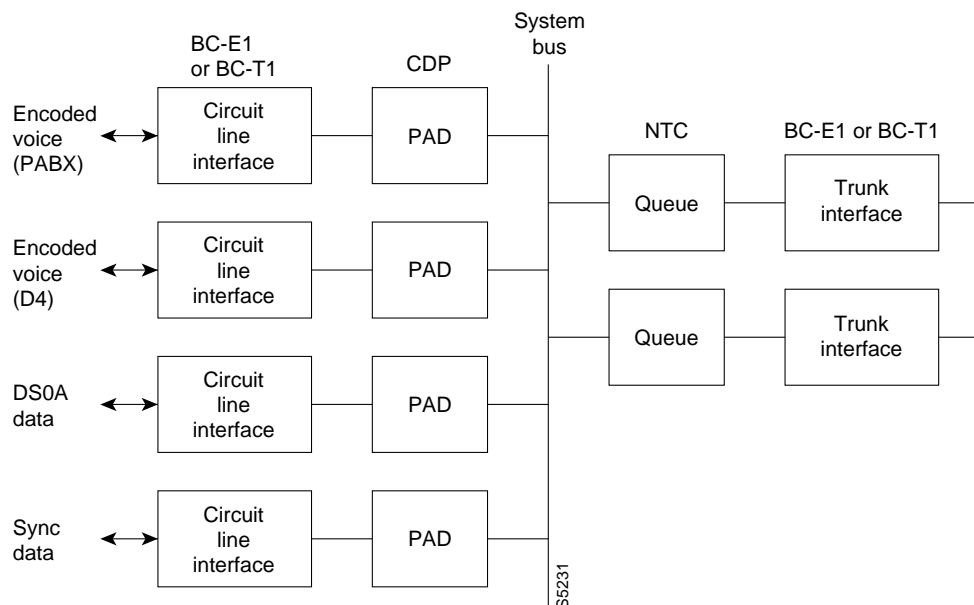 System
bus
BC-E1
or BC-T1
CDP
Encoded
voice
(PABX)
Circuit
line
interface
PAD
NTC
BC-E1 or BC-T1
Queue
Trunk
interface
Encoded
voice
(D4)
Circuit
line
interface
PAD
Queue
Trunk
interface
DS0A
data
Circuit
line
interface
PAD
Sync
data
Circuit
line
interface
PAD
S5231